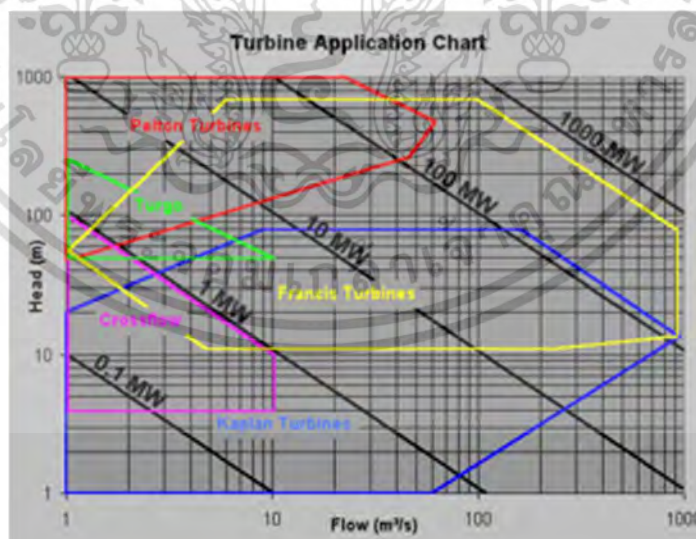 Turbine Application Chart
1000
100
10
1
Head (m)
Pelton Turbines
1000 MW
100 MW
Turgo
10 MW
1 MW
Francis Turbines
Crossflow
0.1 MW
Kaplan Turbines
1 10 100 1000
Flow (m³/s)